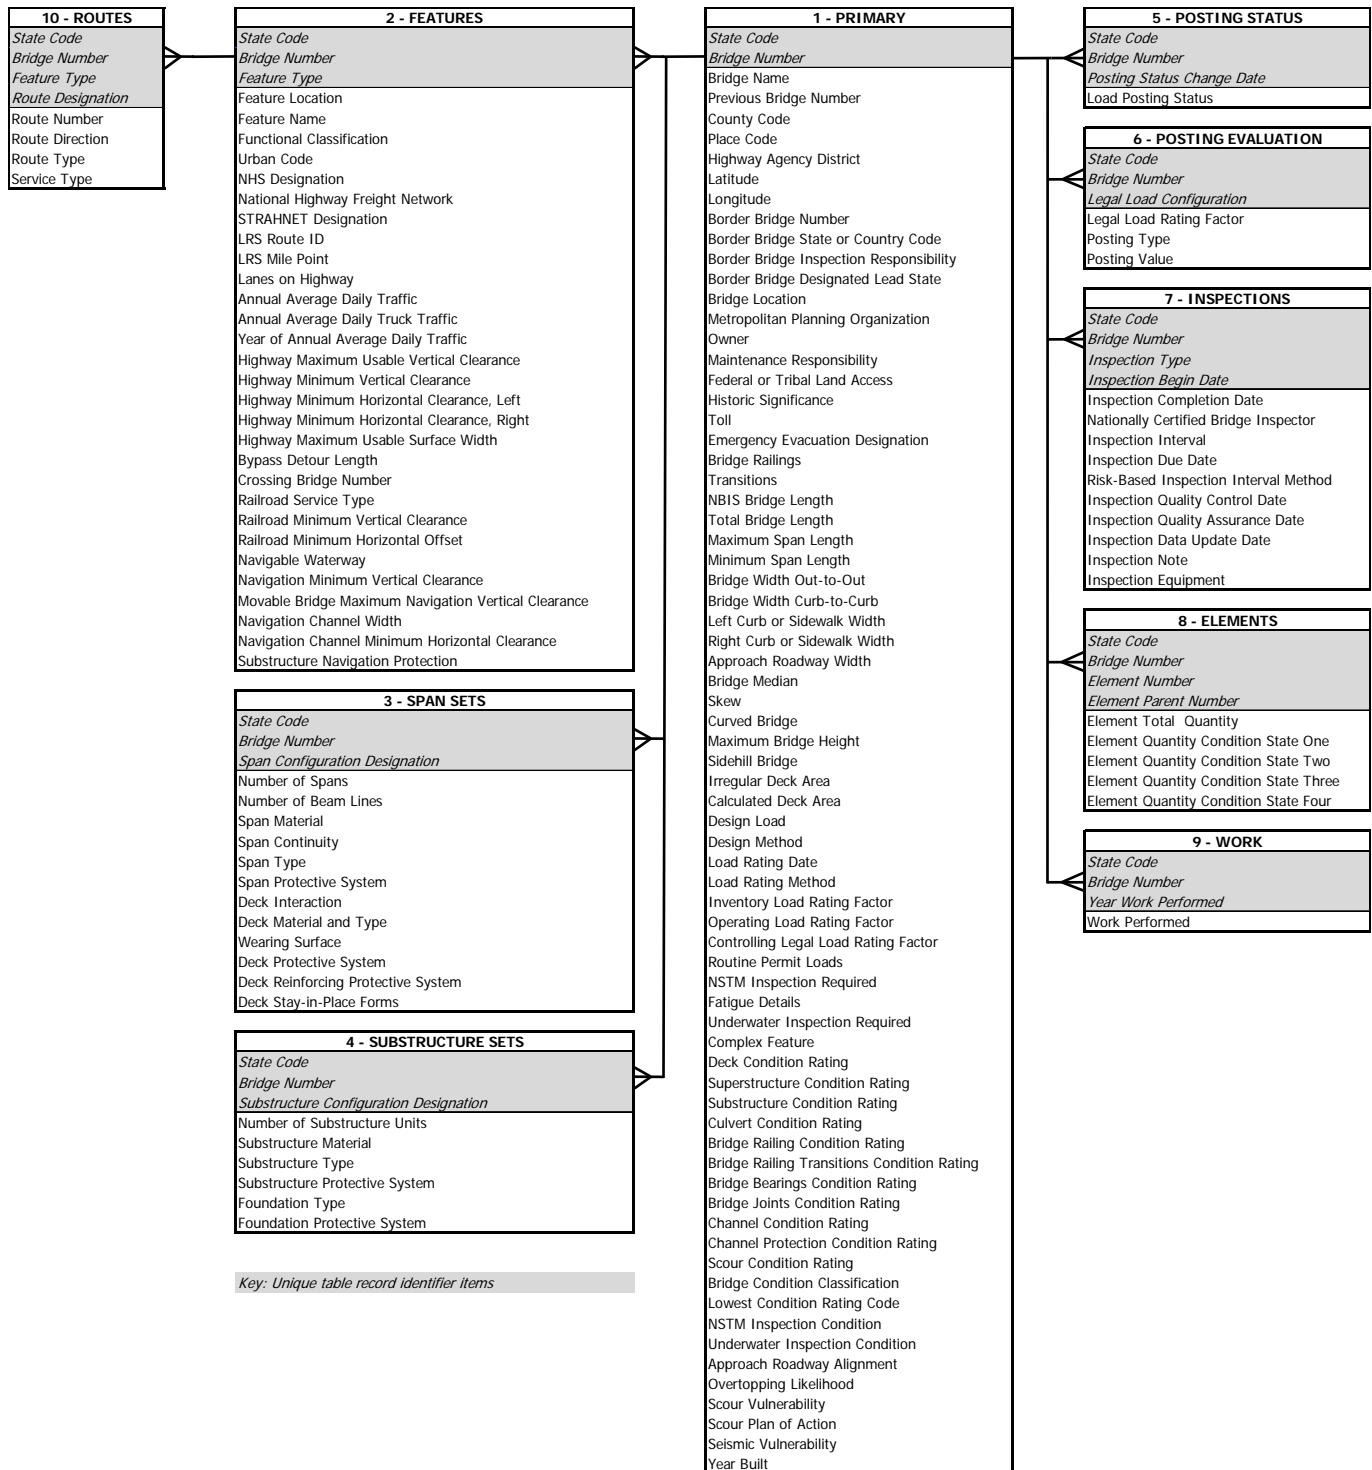 10 - ROUTES
State Code
Bridge Number
Feature Type
Route Designation
Route Number
Route Direction
Route Type
Service Type
2 - FEATURES
State Code
Bridge Number
Feature Type
Feature Location
Feature Name
Functional Classification
Urban Code
NHS Designation
National Highway Freight Network
STRAHNET Designation
LRS Route ID
LRS Mile Point
Lanes on Highway
Annual Average Daily Traffic
Annual Average Daily Truck Traffic
Year of Annual Average Daily Traffic
Highway Maximum Usable Vertical Clearance
Highway Minimum Vertical Clearance
Highway Minimum Horizontal Clearance, Left
Highway Minimum Horizontal Clearance, Right
Highway Maximum Usable Surface Width
Bypass Detour Length
Crossing Bridge Number
Railroad Service Type
Railroad Minimum Vertical Clearance
Railroad Minimum Horizontal Offset
Navigable Waterway
Navigation Minimum Vertical Clearance
Movable Bridge Maximum Navigation Vertical Clearance
Navigation Channel Width
Navigation Channel Minimum Horizontal Clearance
Substructure Navigation Protection
3 - SPAN SETS
State Code
Bridge Number
Span Configuration Designation
Number of Spans
Number of Beam Lines
Span Material
Span Continuity
Span Type
Span Protective System
Deck Interaction
Deck Material and Type
Wearing Surface
Deck Protective System
Deck Reinforcing Protective System
Deck Stay-in-Place Forms
4 - SUBSTRUCTURE SETS
State Code
Bridge Number
Substructure Configuration Designation
Number of Substructure Units
Substructure Material
Substructure Type
Substructure Protective System
Foundation Type
Foundation Protective System
Key: Unique table record identifier items
1 - PRIMARY
State Code
Bridge Number
Bridge Name
Previous Bridge Number
County Code
Place Code
Highway Agency District
Latitude
Longitude
Border Bridge Number
Border Bridge State or Country Code
Border Bridge Inspection Responsibility
Border Bridge Designated Lead State
Bridge Location
Metropolitan Planning Organization
Owner
Maintenance Responsibility
Federal or Tribal Land Access
Historic Significance
Toll
Emergency Evacuation Designation
Bridge Railings
Transitions
NBIS Bridge Length
Total Bridge Length
Maximum Span Length
Minimum Span Length
Bridge Width Out-to-Out
Bridge Width Curb-to-Curb
Left Curb or Sidewalk Width
Right Curb or Sidewalk Width
Approach Roadway Width
Bridge Median
Skew
Curved Bridge
Maximum Bridge Height
Sidehill Bridge
Irregular Deck Area
Calculated Deck Area
Design Load
Design Method
Load Rating Date
Load Rating Method
Inventory Load Rating Factor
Operating Load Rating Factor
Controlling Legal Load Rating Factor
Routine Permit Loads
NSTM Inspection Required
Fatigue Details
Underwater Inspection Required
Complex Feature
Deck Condition Rating
Superstructure Condition Rating
Substructure Condition Rating
Culvert Condition Rating
Bridge Railing Condition Rating
Bridge Railing Transitions Condition Rating
Bridge Bearings Condition Rating
Bridge Joints Condition Rating
Channel Condition Rating
Channel Protection Condition Rating
Scour Condition Rating
Bridge Condition Classification
Lowest Condition Rating Code
NSTM Inspection Condition
Underwater Inspection Condition
Approach Roadway Alignment
Overtopping Likelihood
Scour Vulnerability
Scour Plan of Action
Seismic Vulnerability
Year Built
5 - POSTING STATUS
State Code
Bridge Number
Posting Status Change Date
Load Posting Status
6 - POSTING EVALUATION
State Code
Bridge Number
Legal Load Configuration
Legal Load Rating Factor
Posting Type
Posting Value
7 - INSPECTIONS
State Code
Bridge Number
Inspection Type
Inspection Begin Date
Inspection Completion Date
Nationally Certified Bridge Inspector
Inspection Interval
Inspection Due Date
Risk-Based Inspection Interval Method
Inspection Quality Control Date
Inspection Quality Assurance Date
Inspection Data Update Date
Inspection Note
Inspection Equipment
8 - ELEMENTS
State Code
Bridge Number
Element Number
Element Parent Number
Element Total Quantity
Element Quantity Condition State One
Element Quantity Condition State Two
Element Quantity Condition State Three
Element Quantity Condition State Four
9 - WORK
State Code
Bridge Number
Year Work Performed
Work Performed